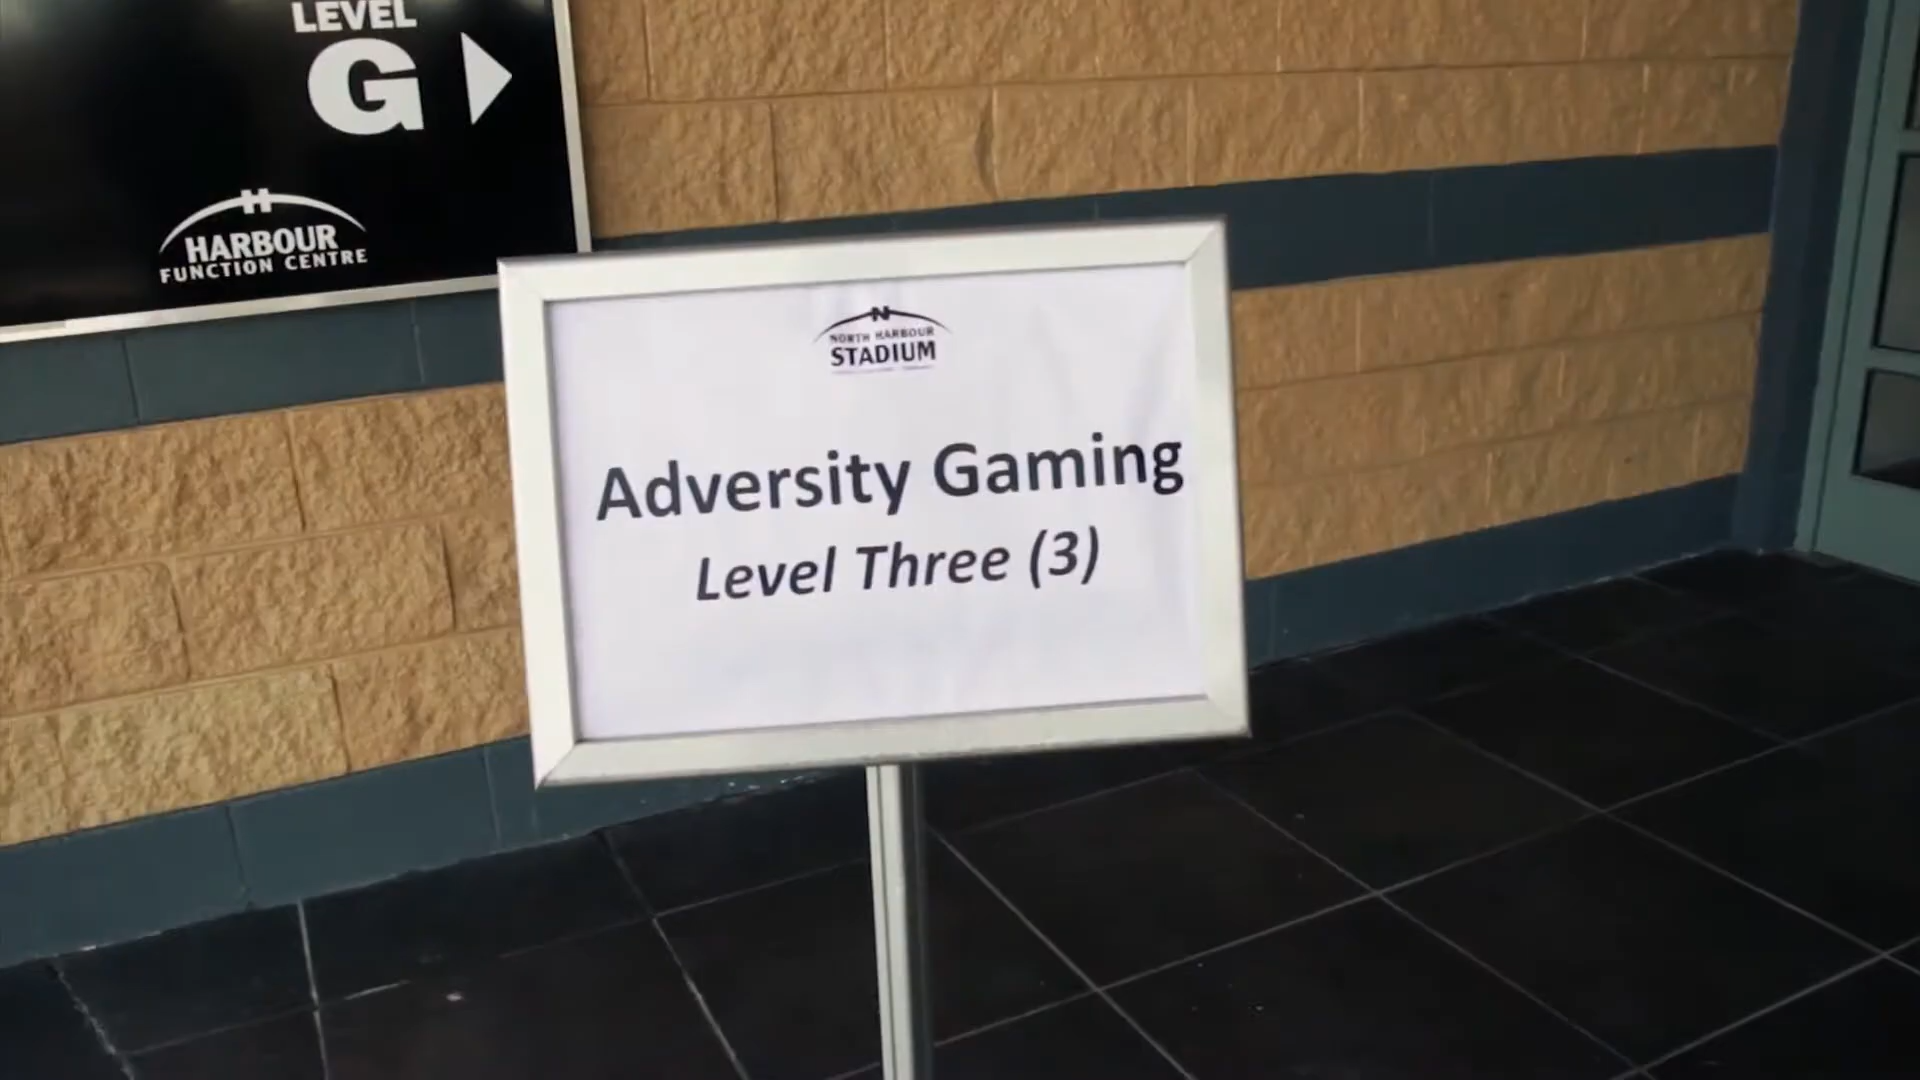 LEVEL
G
HARBOUR
FUNCTION CENTRE
NORTH HARBOUR
STADIUM
Adversity Gaming
Level Three (3)